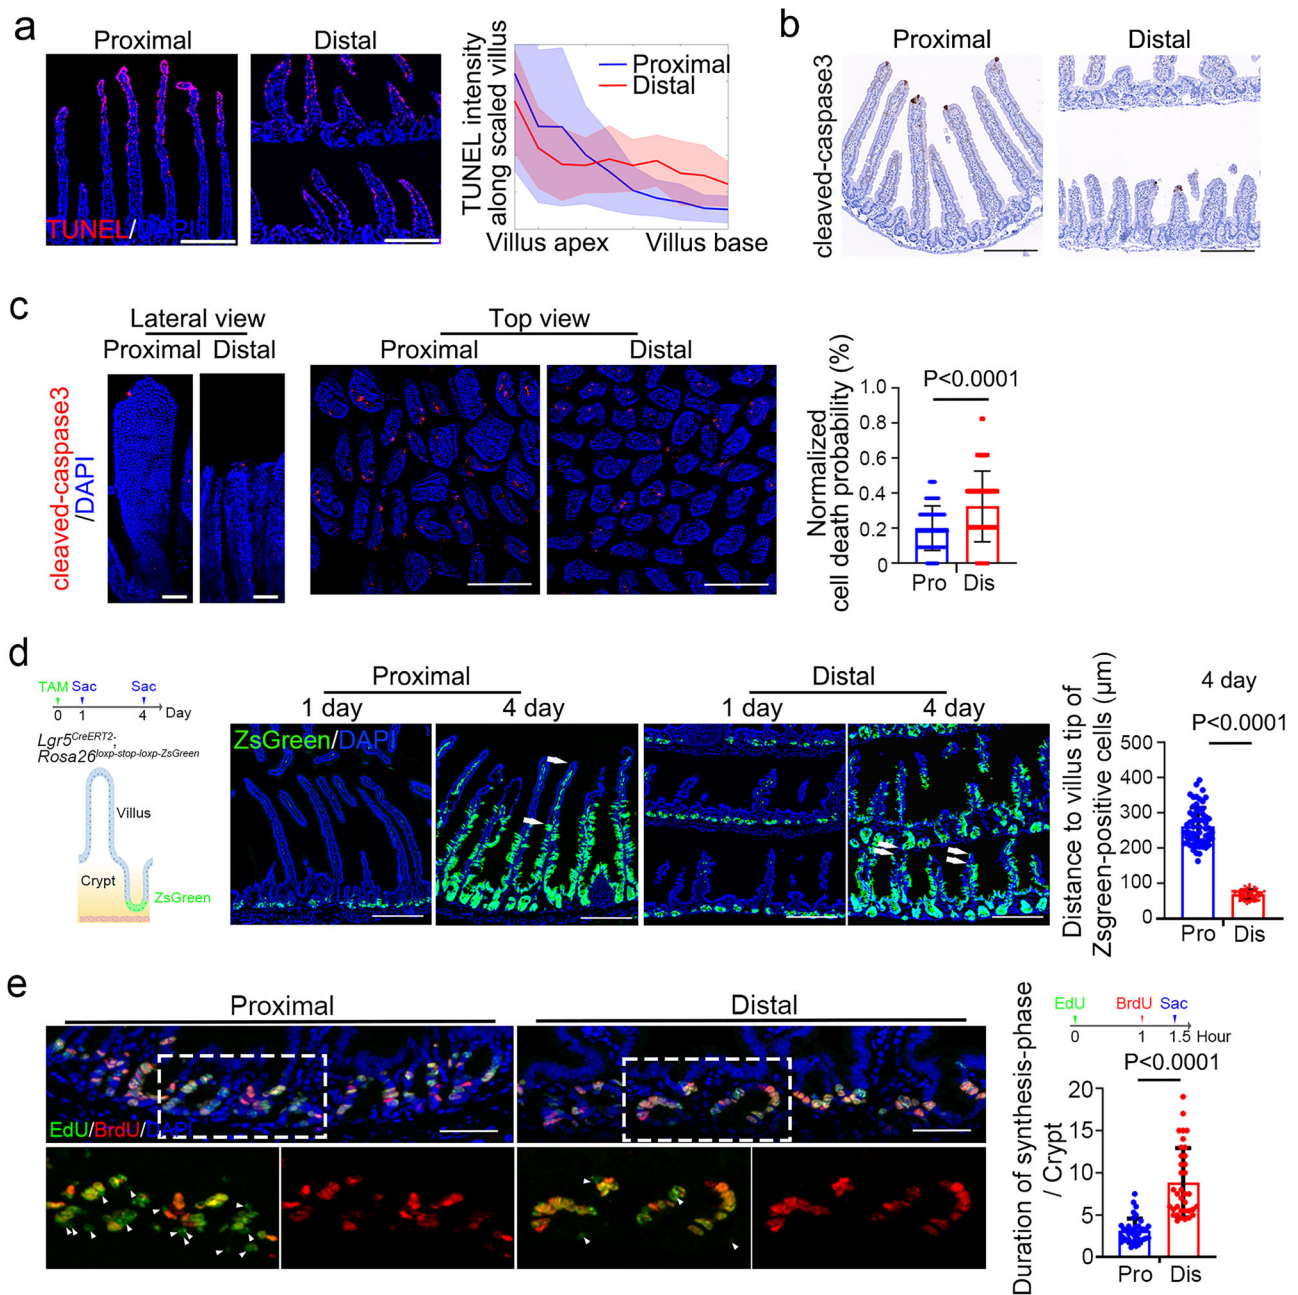 a
Proximal
Distal
TUNEL/DAPI
TUNEL intensity
along scaled villus
Proximal
Distal
Villus apex
Villus base
b
Proximal
Distal
cleaved-caspase3
c
Lateral view
Proximal Distal
Top view
Proximal
Distal
cleaved-caspase3
/DAPI
Normalized
cell death probability (%)
P<0.0001
1.0
0.8
0.6
0.4
0.2
0
Pro
Dis
d
TAM Sac Sac
0 1 4 Day
Lgr5CreERT2;
Rosa26loxp-stop-loxp-ZsGreen
Villus
Crypt
ZsGreen
Proximal
Distal
1 day
4 day
1 day
4 day
ZsGreen/DAPI
Distance to villus tip of
Zsgreen-positive cells (μm)
4 day
P<0.0001
500
400
300
200
100
0
Pro
Dis
e
Proximal
Distal
EdU/BrdU/DAPI
EdU BrdU Sac
0 1 1.5 Hour
P<0.0001
Duration of synthesis-phase
/ Crypt
20
15
10
5
0
Pro
Dis